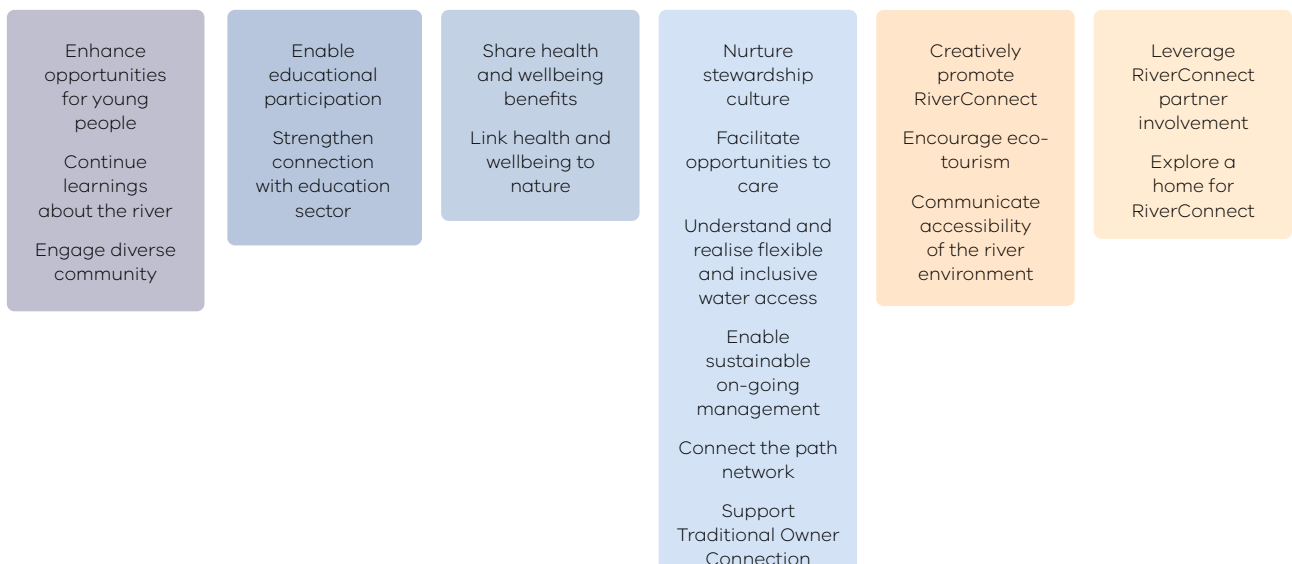 Enhance
opportunities
for young
people
Continue
learnings
about the river
Engage diverse
community
Enable
educational
participation
Strengthen
connection
with education
sector
Share health
and wellbeing
benefits
Link health and
wellbeing to
nature
Nurture
stewardship
culture
Facilitate
opportunities to
care
Understand and
realise flexible
and inclusive
water access
Enable
sustainable
on-going
management
Connect the path
network
Support
Traditional Owner
Connection
Creatively
promote
RiverConnect
Encourage eco-
tourism
Communicate
accessibility
of the river
environment
Leverage
RiverConnect
partner
involvement
Explore a
home for
RiverConnect